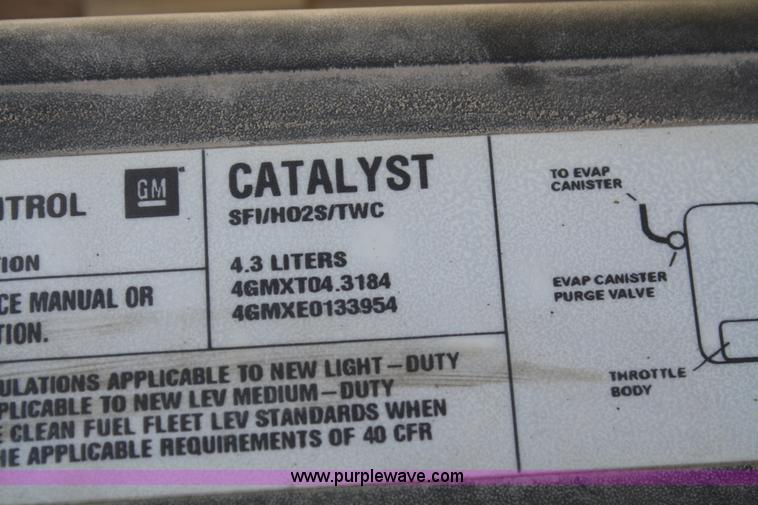 NTROL
GM
TION
CE MANUAL OR
TION.
CATALYST
SFI/HO2S/TWC
4.3 LITERS
4GMXT04.3184
4GMXE0133954
ULATIONS APPLICABLE TO NEW LIGHT-DUTY
PLICABLE TO NEW LEV MEDIUM-DUTY
E CLEAN FUEL FLEET LEV STANDARDS WHEN
HE APPLICABLE REQUIREMENTS OF 40 CFR
TO EVAP
CANISTER
EVAP CANISTER
PURGE VALVE
THROTTLE
BODY
www.purplewave.com